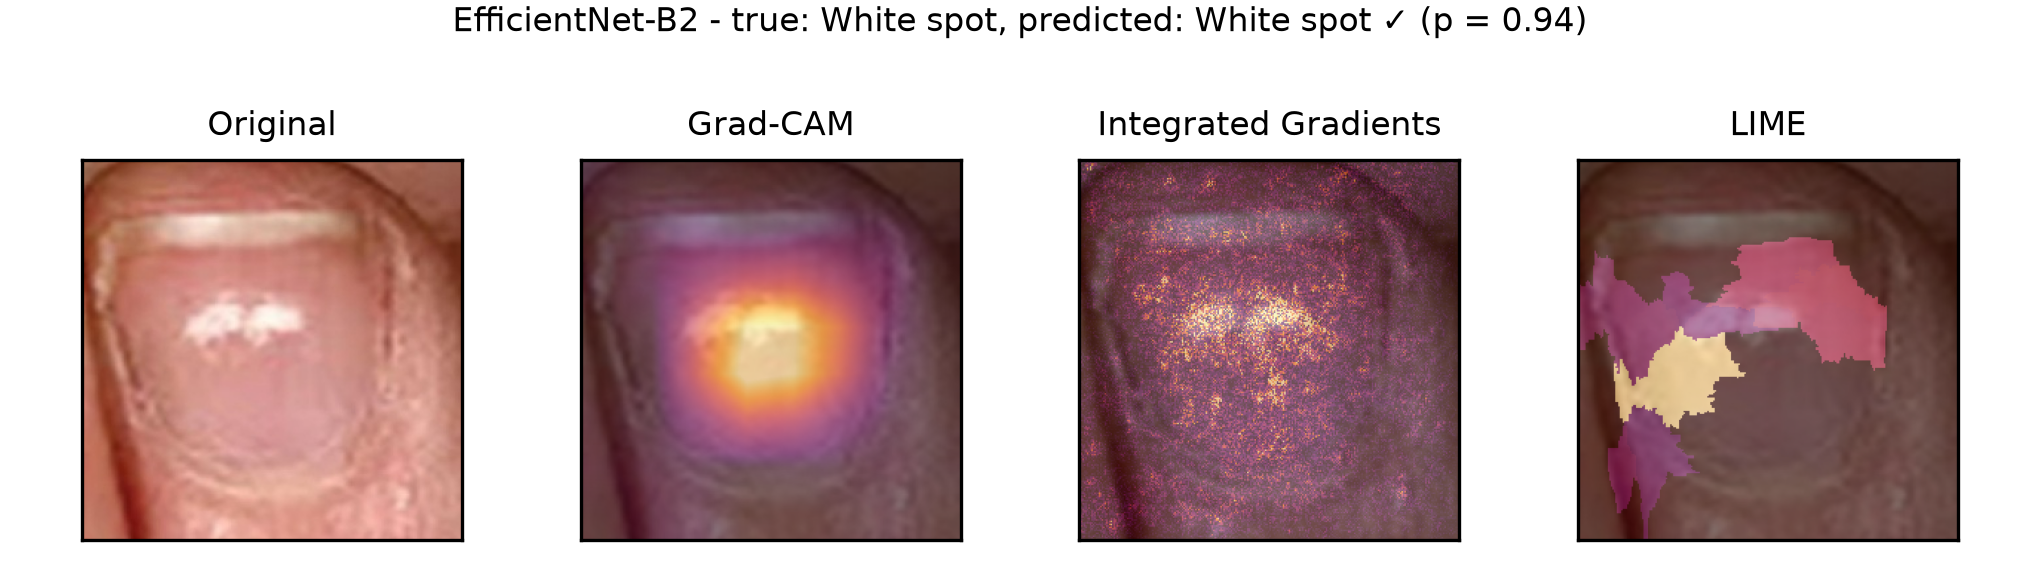 EfficientNet-B2 - true: White spot, predicted: White spot ✓ (p = 0.94)
Original
Grad-CAM
Integrated Gradients
LIME